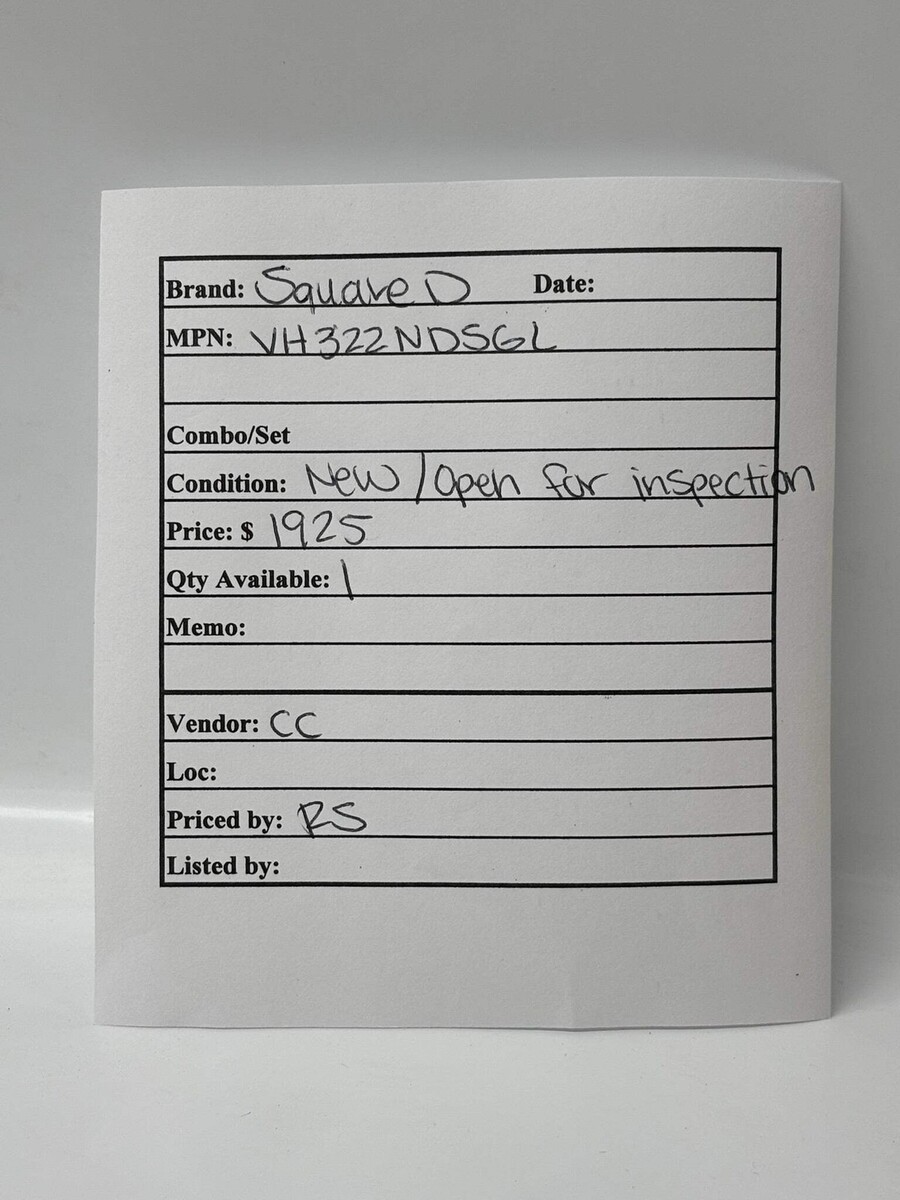 Brand: Square D Date:
MPN: VH322NDSGL
Combo/Set
Condition: New / Open for inspection
Price: $ 1925
Qty Available: 1
Memo:
Vendor: CC
Loc:
Priced by: RS
Listed by: